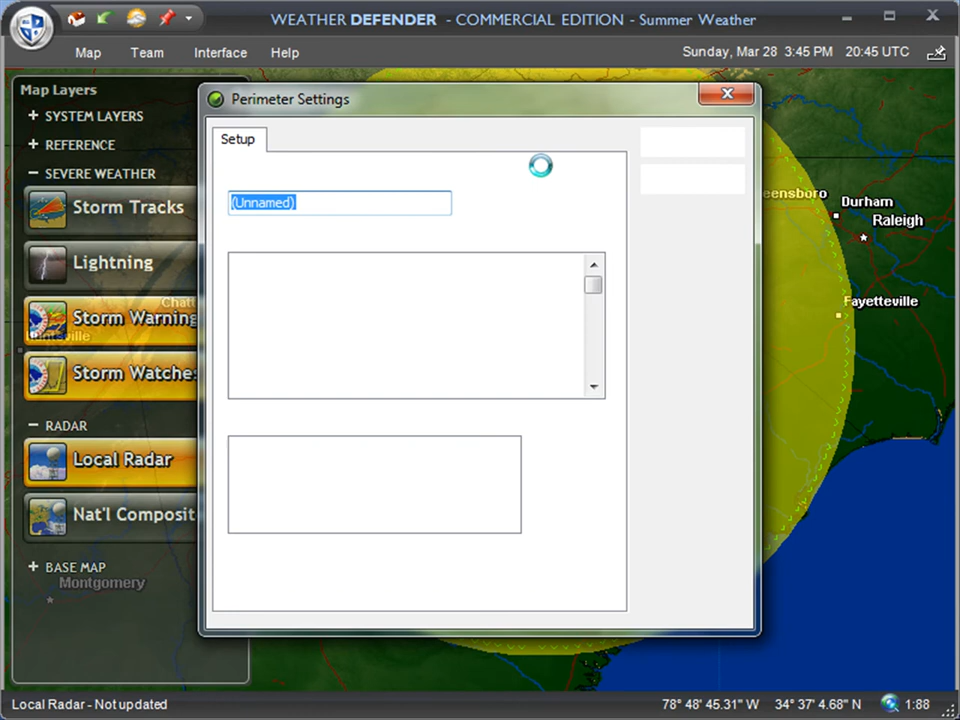 WEATHER DEFENDER - COMMERCIAL EDITION - Summer Weather
Map Team Interface Help
Sunday, Mar 28 3:45 PM 20:45 UTC
Map Layers
+ SYSTEM LAYERS
+ REFERENCE
- SEVERE WEATHER
Storm Tracks
Lightning
Storm Warning
Storm Watche
- RADAR
Local Radar
Nat'l Composit
+ BASE MAP
Montgomery
Perimeter Settings
Setup
(Unnamed)
eensboro
Durham
Raleigh
Fayetteville
Local Radar - Not updated
78° 48' 45.31" W 34° 37' 4.68" N 1:88